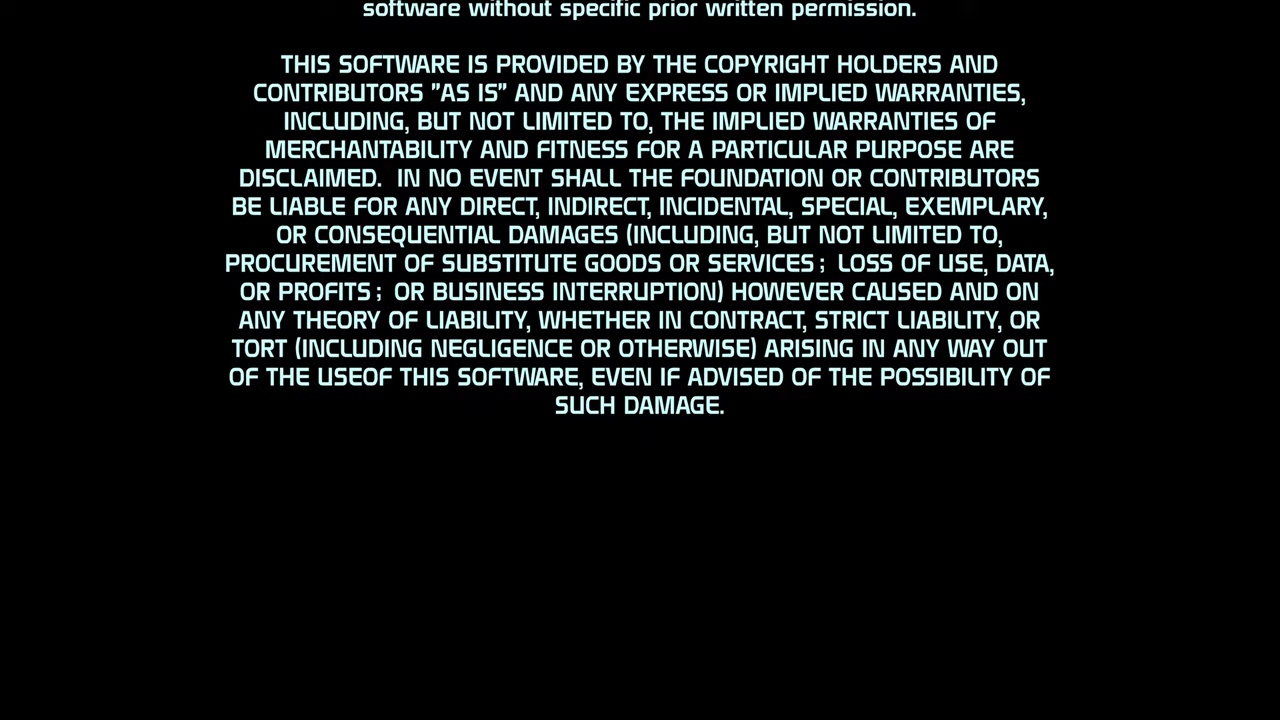 software without specific prior written permission.
THIS SOFTWARE IS PROVIDED BY THE COPYRIGHT HOLDERS AND
CONTRIBUTORS "AS IS" AND ANY EXPRESS OR IMPLIED WARRANTIES,
INCLUDING, BUT NOT LIMITED TO, THE IMPLIED WARRANTIES OF
MERCHANTABILITY AND FITNESS FOR A PARTICULAR PURPOSE ARE
DISCLAIMED.  IN NO EVENT SHALL THE FOUNDATION OR CONTRIBUTORS
BE LIABLE FOR ANY DIRECT, INDIRECT, INCIDENTAL, SPECIAL, EXEMPLARY,
OR CONSEQUENTIAL DAMAGES (INCLUDING, BUT NOT LIMITED TO,
PROCUREMENT OF SUBSTITUTE GOODS OR SERVICES ;  LOSS OF USE, DATA,
OR PROFITS ;  OR BUSINESS INTERRUPTION) HOWEVER CAUSED AND ON
ANY THEORY OF LIABILITY, WHETHER IN CONTRACT, STRICT LIABILITY, OR
TORT (INCLUDING NEGLIGENCE OR OTHERWISE) ARISING IN ANY WAY OUT
OF THE USEOF THIS SOFTWARE, EVEN IF ADVISED OF THE POSSIBILITY OF
SUCH DAMAGE.